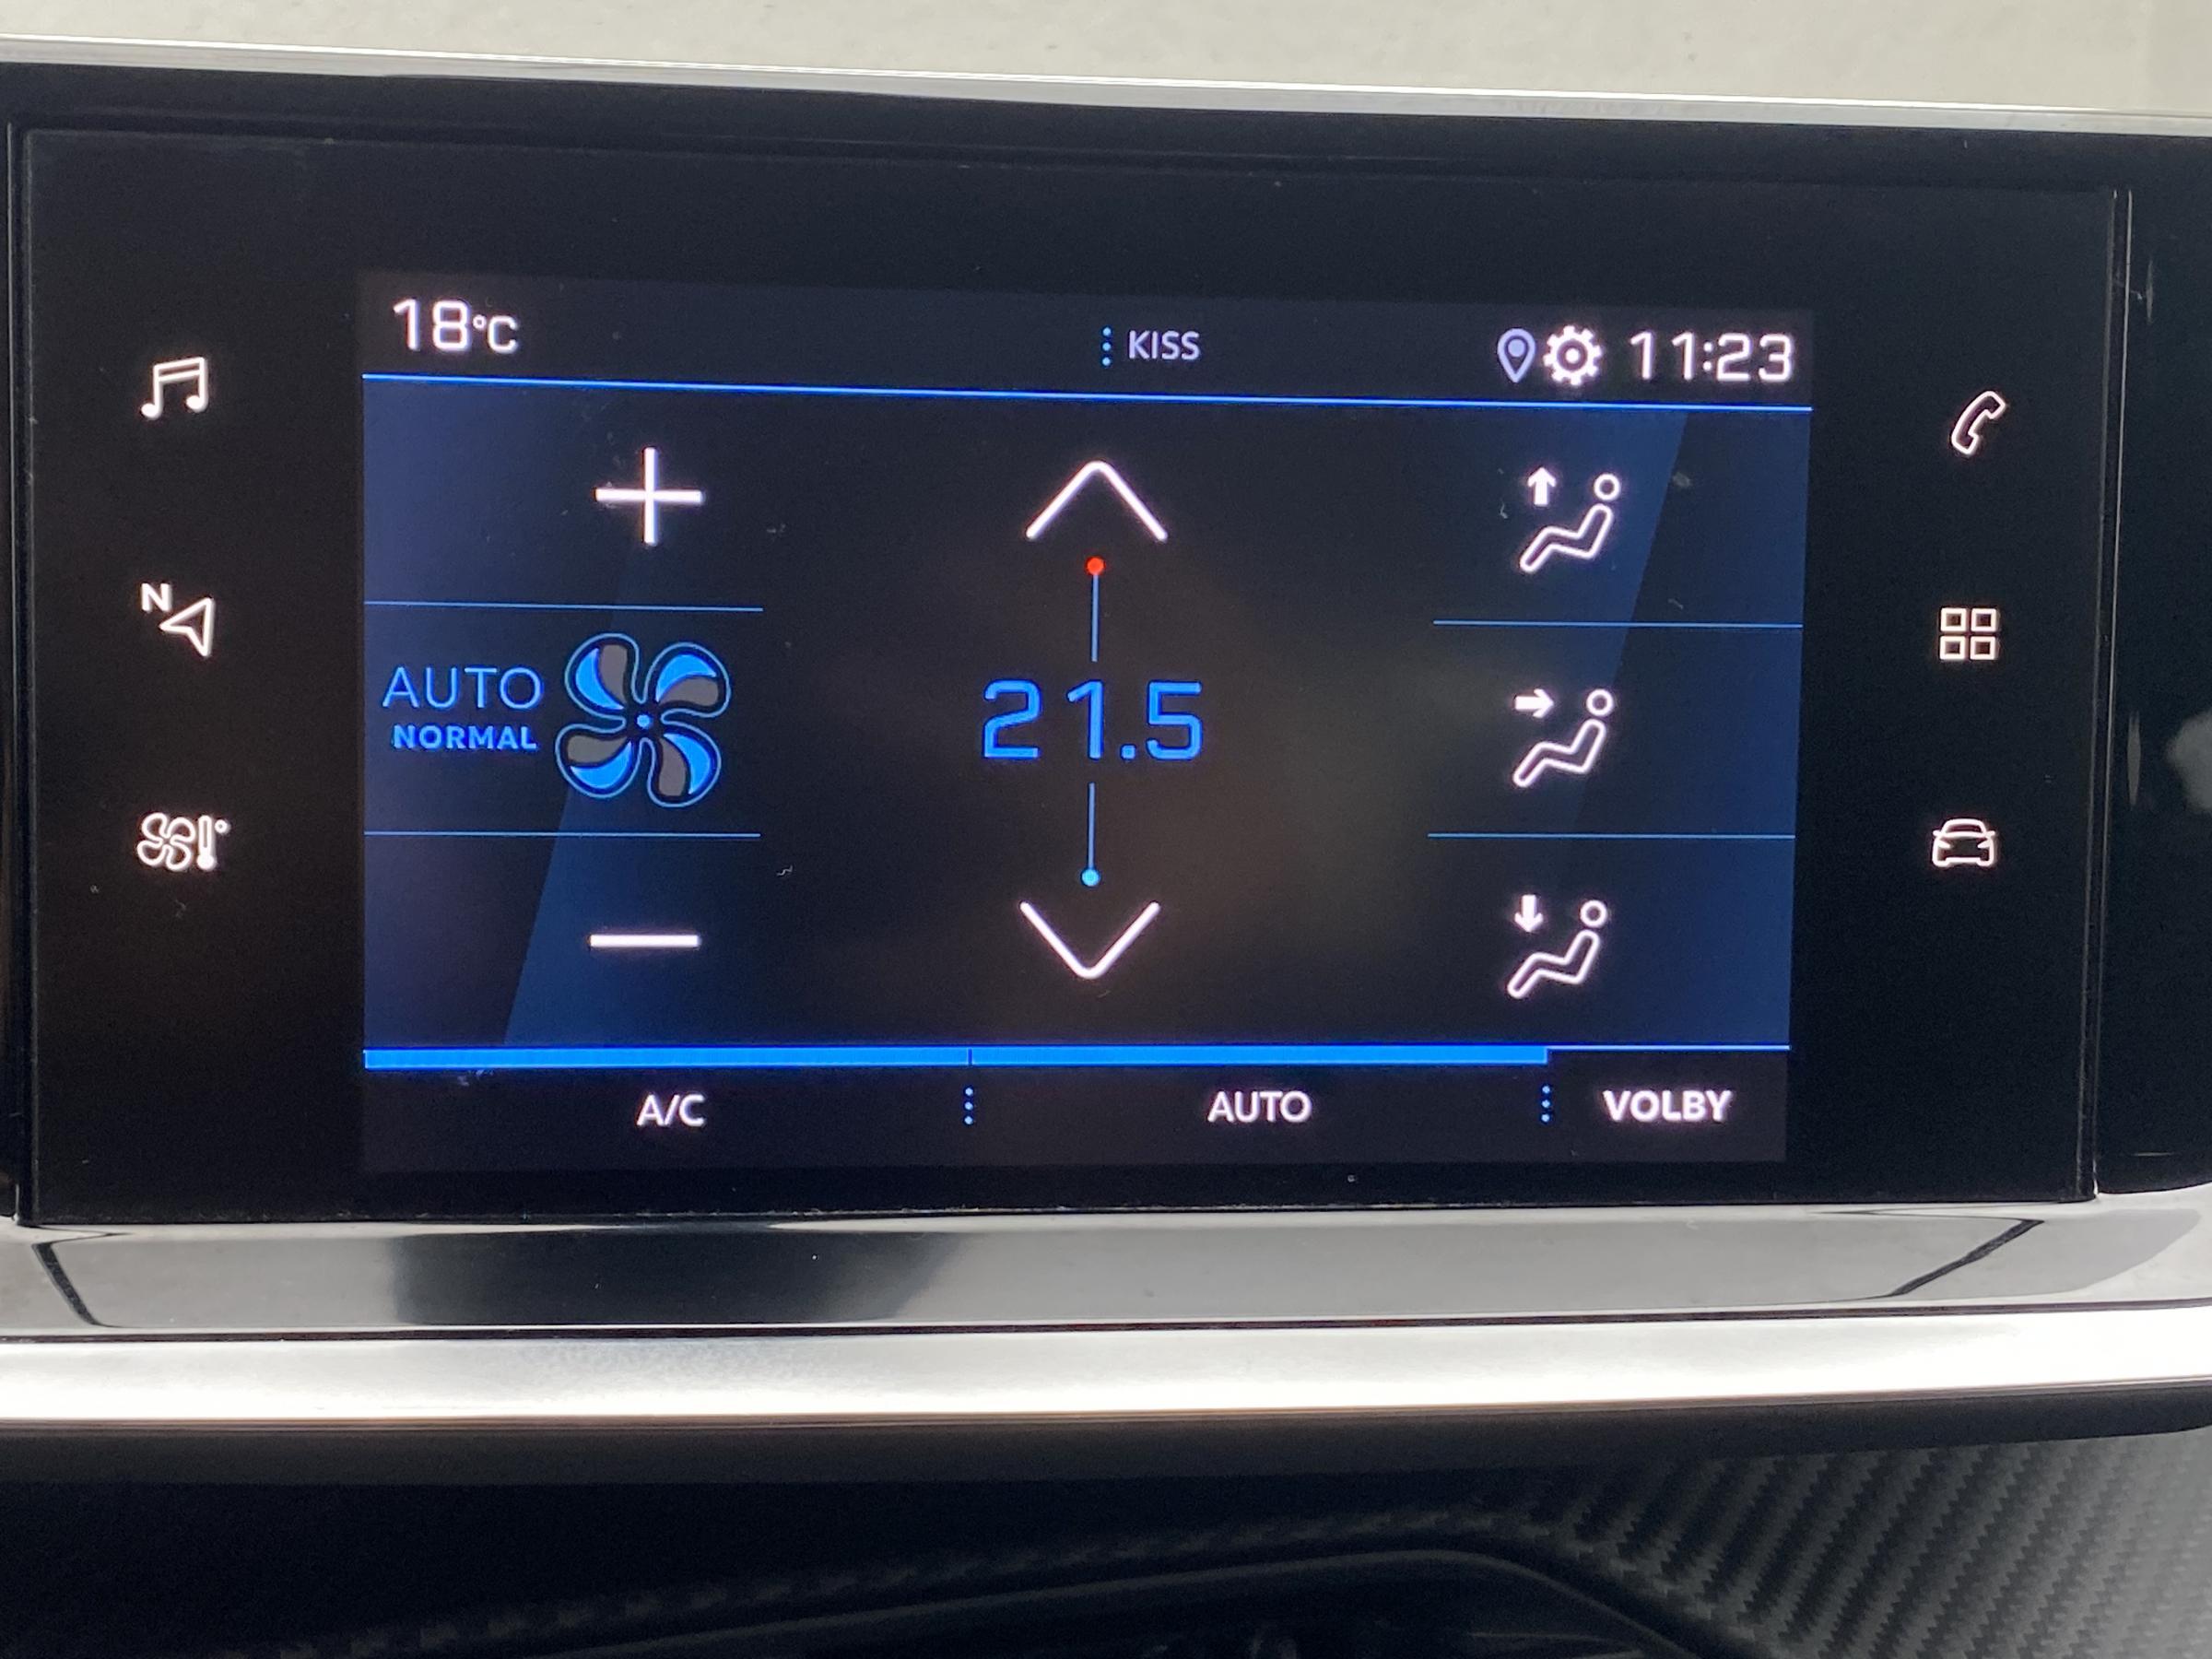 18°C
KISS
11:23
N
AUTO
NORMAL
21.5
A/C
AUTO
VOLBY